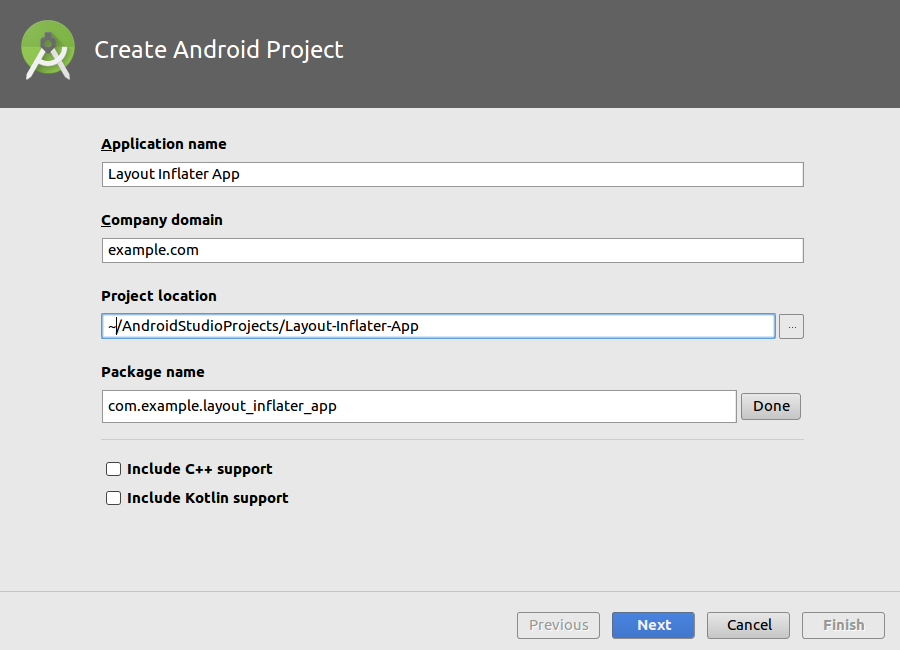 Create Android Project
Application name
Layout Inflater App
Company domain
example.com
Project location
~/AndroidStudioProjects/Layout-Inflater-App
...
Package name
com.example.layout_inflater_app
Done
Include C++ support
Include Kotlin support
Previous
Next
Cancel
Finish